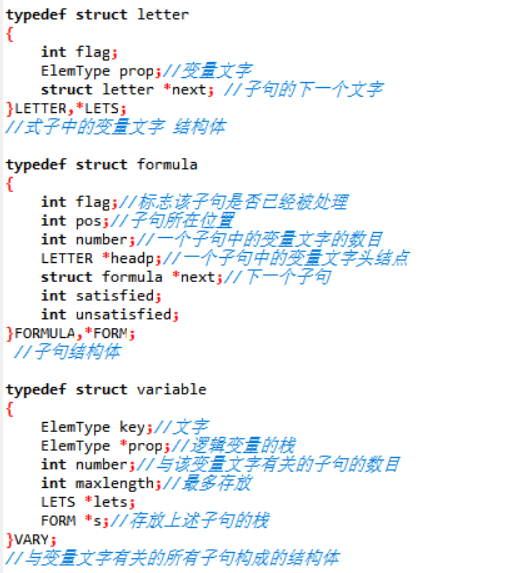 typedef struct letter
{
    int flag;
    ElemType prop;//变量文字
    struct letter *next; //子句的下一个文字
}LETTER,*LETS;
//式子中的变量文字 结构体
typedef struct formula
{
    int flag;//标志该子句是否已经被处理
    int pos;//子句所在位置
    int number;//一个子句中的变量文字的数目
    LETTER *headp;//一个子句中的变量文字头结点
    struct formula *next;//下一个子句
    int satisfied;
    int unsatisfied;
}FORMULA,*FORM;
 //子句结构体
typedef struct variable
{
    ElemType key;//文字
    ElemType *prop;//逻辑变量的栈
    int number;//与该变量文字有关的子句的数目
    int maxlength;//最多存放
    LETS *lets;
    FORM *s;//存放上述子句的栈
}VARY;
//与变量文字有关的所有子句构成的结构体